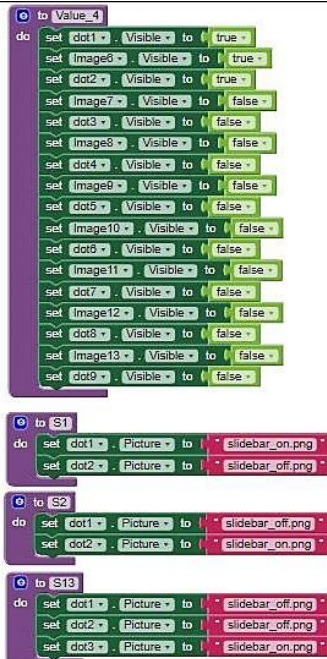 to Value_4
do set dot1 . Visible to true
set Image6 . Visible to true
set dot2 . Visible to true
set Image7 . Visible to false
set dot3 . Visible to false
set Image8 . Visible to false
set dot4 . Visible to false
set Image9 . Visible to false
set dot5 . Visible to false
set Image10 . Visible to false
set dot6 . Visible to false
set Image11 . Visible to false
set dot7 . Visible to false
set Image12 . Visible to false
set dot8 . Visible to false
set Image13 . Visible to false
set dot9 . Visible to false
to S1
do set dot1 . Picture to " slidebar_on.png "
set dot2 . Picture to " slidebar_off.png "
to S2
do set dot1 . Picture to " slidebar_off.png "
set dot2 . Picture to " slidebar_on.png "
to S13
do set dot1 . Picture to " slidebar_off.png "
set dot2 . Picture to " slidebar_off.png "
set dot3 . Picture to " slidebar_on.png "